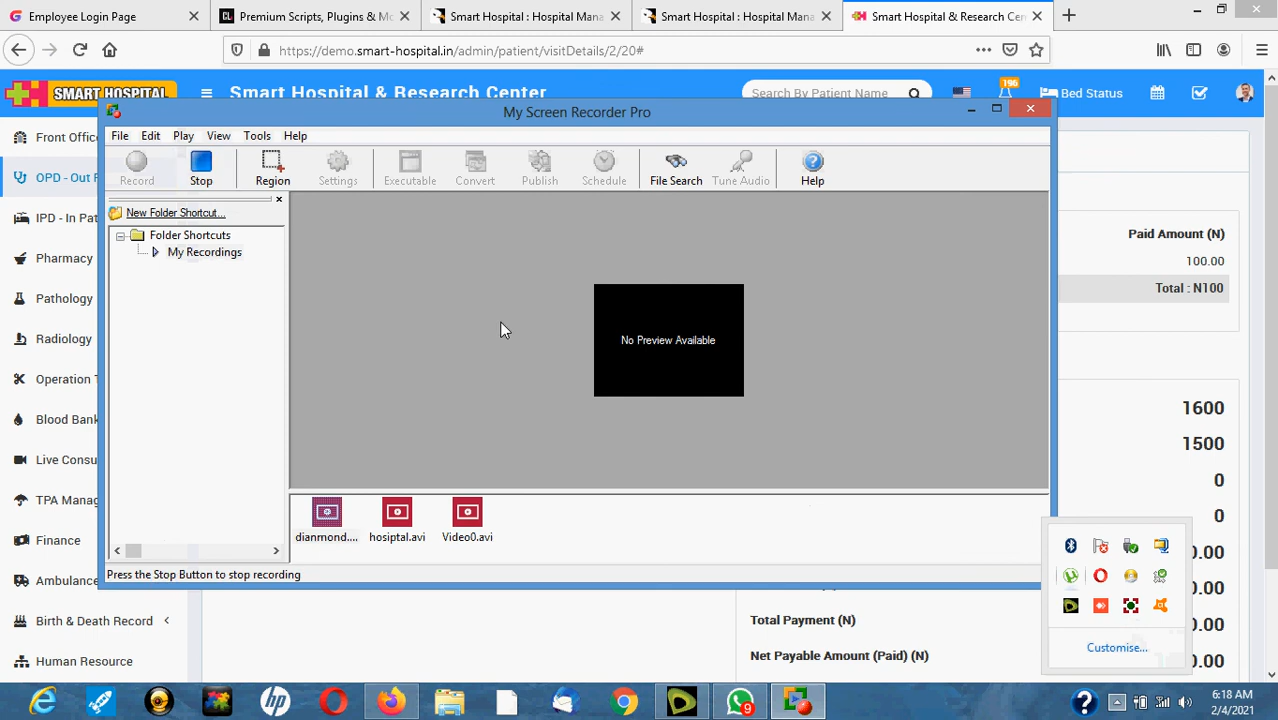 Employee Login Page
Premium Scripts, Plugins & Mo
Smart Hospital : Hospital Mana
Smart Hospital : Hospital Mana
Smart Hospital & Research Cen
https://demo.smart-hospital.in/admin/patient/visitDetails/2/20#
SMART HOSPITAL
Smart Hospital & Research Center
Search By Patient Name
196
Bed Status
My Screen Recorder Pro
File Edit Play View Tools Help
Record Stop Region Settings Executable Convert Publish Schedule File Search Tune Audio Help
New Folder Shortcut...
Folder Shortcuts
My Recordings
No Preview Available
dianmond.... hosiptal.avi Video0.avi
Press the Stop Button to stop recording
Front Offic
OPD - Out P
IPD - In Pat
Pharmacy
Pathology
Radiology
Operation T
Blood Bank
Live Consu
TPA Manag
Finance
Ambulance
Birth & Death Record
Human Resource
Paid Amount (N)
100.00
Total : N100
1600
1500
0
0
0.00
0.00
Total Payment (N)
0.00
Net Payable Amount (Paid) (N)
0.00
Customise...
9
6:18 AM
2/4/2021